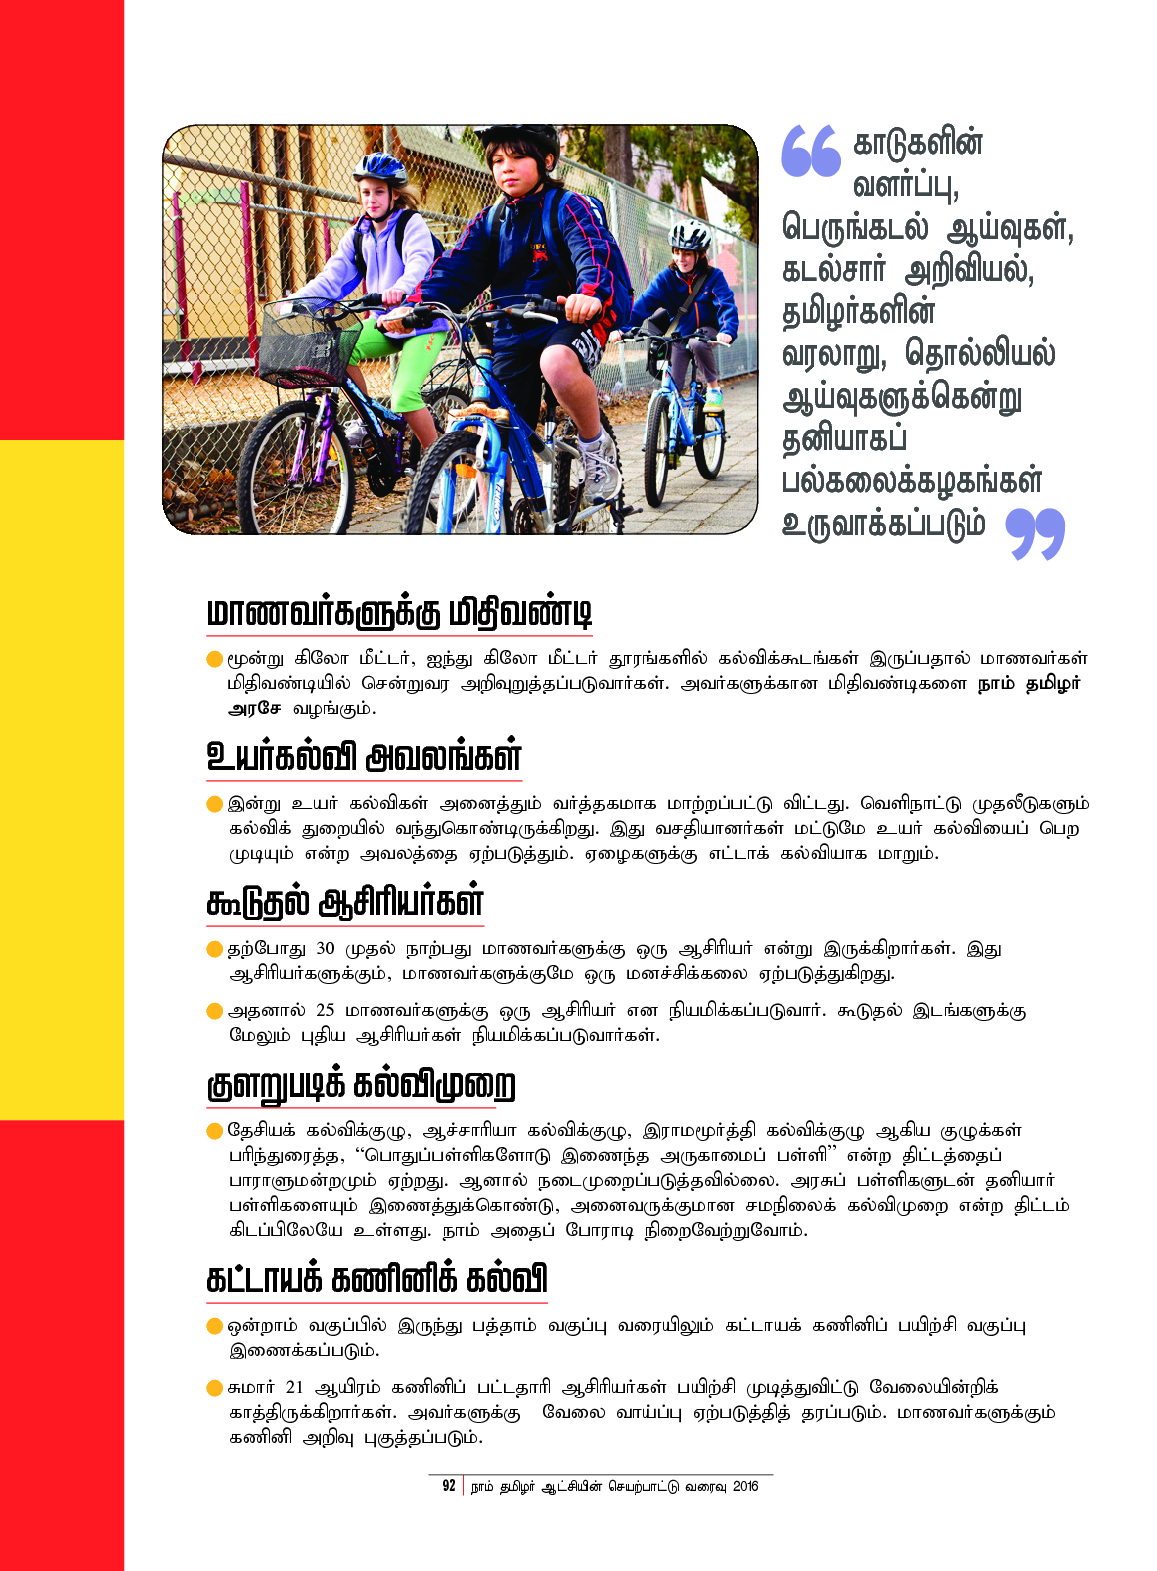 காடுகளின்
வளர்ப்பு,
பெருங்கடல் ஆய்வுகள்,
கடல்சார் அறிவியல்,
தமிழர்களின்
வரலாறு, தொல்லியல்
ஆய்வுகளுக்கென்று
தனியாகப்
பல்கலைக்கழகங்கள்
உருவாக்கப்படும்
மாணவர்களுக்கு மிதிவண்டி
மூன்று கிலோ மீட்டர், ஐந்து கிலோ மீட்டர் தூரங்களில் கல்விக்கூடங்கள் இருப்பதால் மாணவர்கள்
மிதிவண்டியில் சென்றுவர அறிவுறுத்தப்படுவார்கள். அவர்களுக்கான மிதிவண்டிகளை நாம் தமிழர்
அரசே வழங்கும்.
உயர்கல்வி அவலங்கள்
இன்று உயர் கல்விகள் அனைத்தும் வர்த்தகமாக மாற்றப்பட்டு விட்டது. வெளிநாட்டு முதலீடுகளும்
கல்விக் துறையில் வந்துகொண்டிருக்கிறது. இது வசதியானர்கள் மட்டுமே உயர் கல்வியைப் பெற
முடியும் என்ற அவலத்தை ஏற்படுத்தும். ஏழைகளுக்கு எட்டாக் கல்வியாக மாறும்.
கூடுதல் ஆசிரியர்கள்
தற்போது 30 முதல் நாற்பது மாணவர்களுக்கு ஒரு ஆசிரியர் என்று இருக்கிறார்கள். இது
ஆசிரியர்களுக்கும், மாணவர்களுக்குமே ஒரு மனச்சிக்கலை ஏற்படுத்துகிறது.
அதனால் 25 மாணவர்களுக்கு ஒரு ஆசிரியர் என நியமிக்கப்படுவார். கூடுதல் இடங்களுக்கு
மேலும் புதிய ஆசிரியர்கள் நியமிக்கப்படுவார்கள்.
குளறுபடிக் கல்விமுறை
தேசியக் கல்விக்குழு, ஆச்சாரியா கல்விக்குழு, இராமமூர்த்தி கல்விக்குழு ஆகிய குழுக்கள்
பரிந்துரைத்த, “பொதுப்பள்ளிகளோடு இணைந்த அருகாமைப் பள்ளி” என்ற திட்டத்தைப்
பாராளுமன்றமும் ஏற்றது. ஆனால் நடைமுறைப்படுத்தவில்லை. அரசுப் பள்ளிகளுடன் தனியார்
பள்ளிகளையும் இணைத்துக்கொண்டு, அனைவருக்குமான சமநிலைக் கல்விமுறை என்ற திட்டம்
கிடப்பிலேயே உள்ளது. நாம் அதைப் போராடி நிறைவேற்றுவோம்.
கட்டாயக் கணினிக் கல்வி
ஒன்றாம் வகுப்பில் இருந்து பத்தாம் வகுப்பு வரையிலும் கட்டாயக் கணினிப் பயிற்சி வகுப்பு
இணைக்கப்படும்.
சுமார் 21 ஆயிரம் கணினிப் பட்டதாரி ஆசிரியர்கள் பயிற்சி முடித்துவிட்டு வேலையின்றிக்
காத்திருக்கிறார்கள். அவர்களுக்கு வேலை வாய்ப்பு ஏற்படுத்தித் தரப்படும். மாணவர்களுக்கும்
கணினி அறிவு புகுத்தப்படும்.
92 நாம் தமிழர் ஆட்சியின் செயற்பாட்டு வரைவு 2016